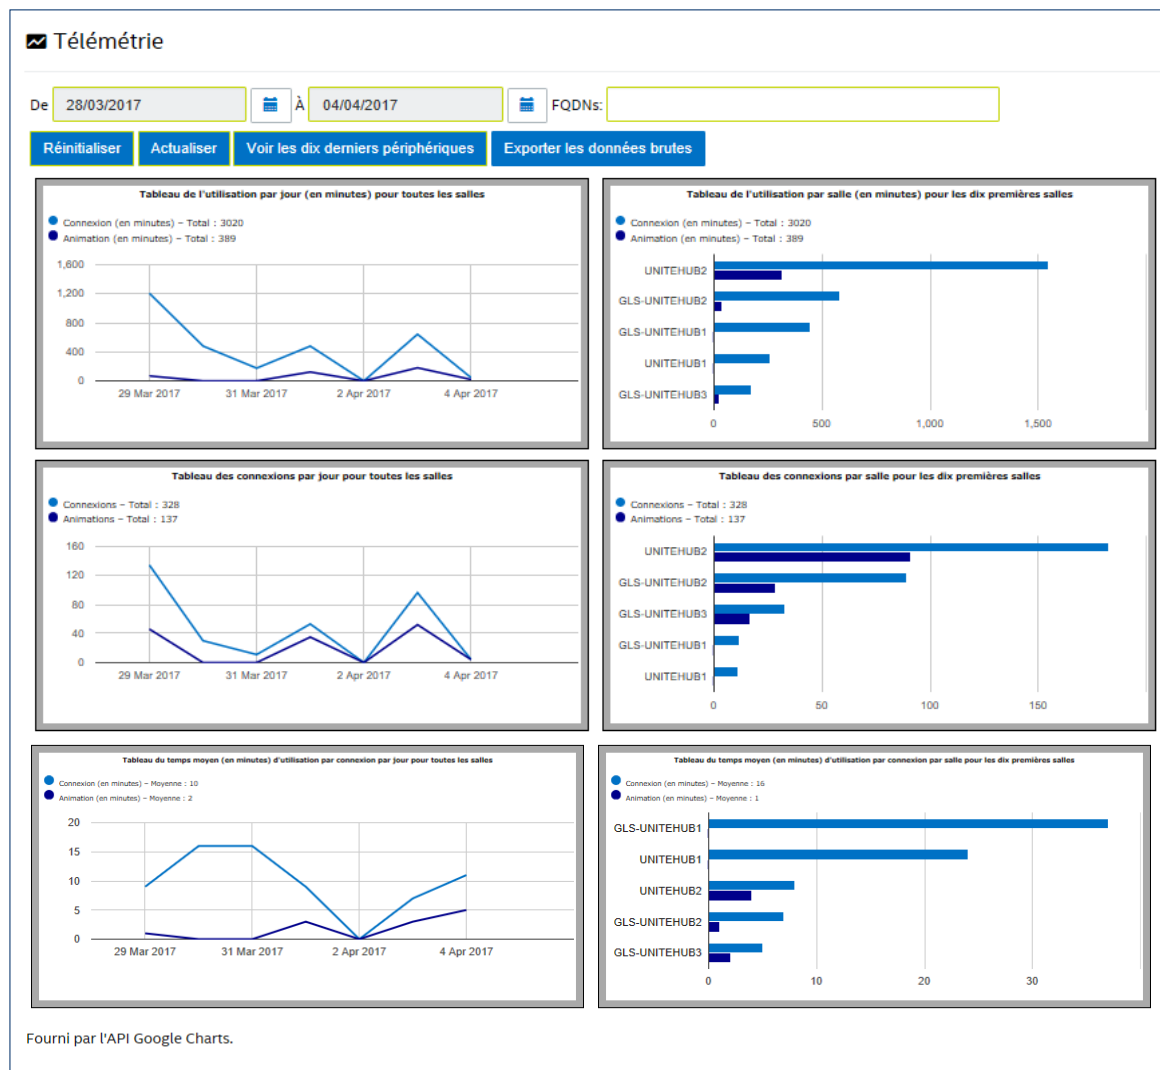 Télémétrie
De 28/03/2017 À 04/04/2017 FQDNs:
Réinitialiser Actualiser Voir les dix derniers périphériques Exporter les données brutes
Tableau de l'utilisation par jour (en minutes) pour toutes les salles
Connexion (en minutes) – Total : 3020
Animation (en minutes) – Total : 389
1,600
1,200
800
400
0
29 Mar 2017 31 Mar 2017 2 Apr 2017 4 Apr 2017
Tableau de l'utilisation par salle (en minutes) pour les dix premières salles
Connexion (en minutes) – Total : 3020
Animation (en minutes) – Total : 389
UNITEHUB2
GLS-UNITEHUB2
GLS-UNITEHUB1
UNITEHUB1
GLS-UNITEHUB3
0 500 1,000 1,500
Tableau des connexions par jour pour toutes les salles
Connexions – Total : 328
Animations – Total : 137
160
120
80
40
0
29 Mar 2017 31 Mar 2017 2 Apr 2017 4 Apr 2017
Tableau des connexions par salle pour les dix premières salles
Connexions – Total : 328
Animations – Total : 137
UNITEHUB2
GLS-UNITEHUB2
GLS-UNITEHUB3
GLS-UNITEHUB1
UNITEHUB1
0 50 100 150
Tableau du temps moyen (en minutes) d'utilisation par connexion par jour pour toutes les salles
Connexion (en minutes) – Moyenne : 10
Animation (en minutes) – Moyenne : 2
20
15
10
5
0
29 Mar 2017 31 Mar 2017 2 Apr 2017 4 Apr 2017
Tableau du temps moyen (en minutes) d'utilisation par connexion par salle pour les dix premières salles
Connexion (en minutes) – Moyenne : 16
Animation (en minutes) – Moyenne : 1
GLS-UNITEHUB1
UNITEHUB1
UNITEHUB2
GLS-UNITEHUB2
GLS-UNITEHUB3
0 10 20 30
Fourni par l'API Google Charts.